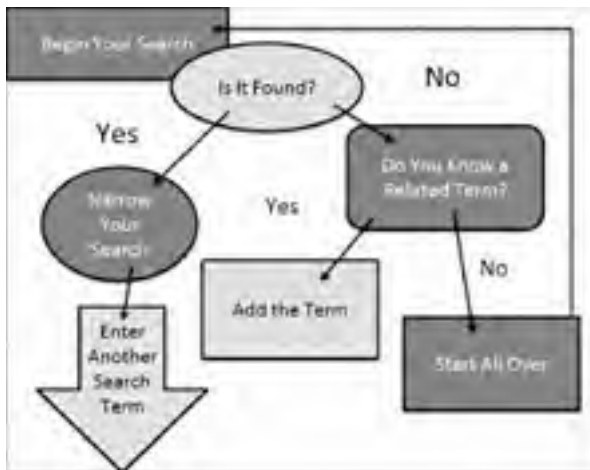 Begin Your Search
Is It Found?
No
Yes
Do You Know a
Related Term?
Narrow
Your
Search
Yes
No
Add the Term
Enter
Another
Search
Term
Start All Over